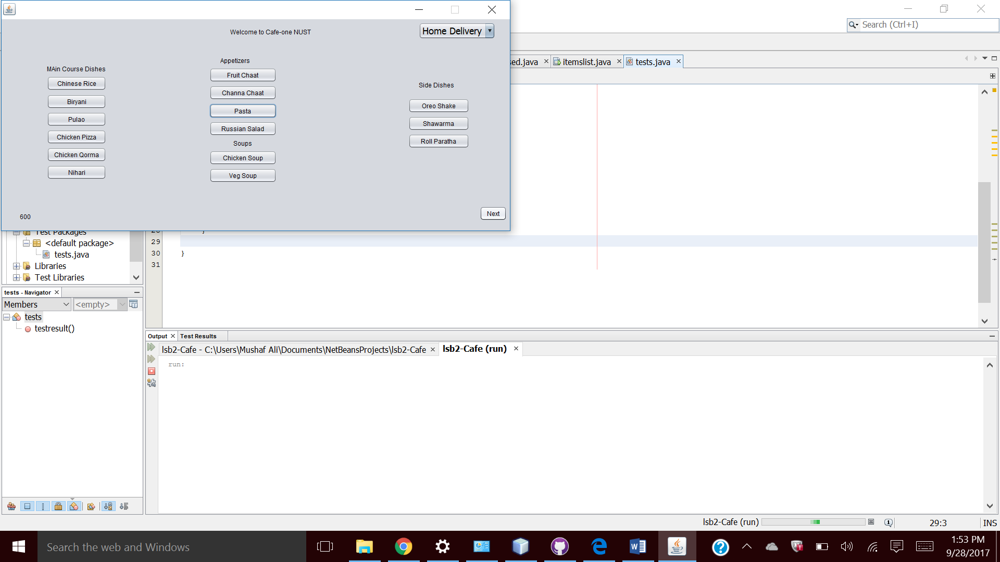 Welcome to Cafe-one NUST
Home Delivery
MAin Course Dishes
Chinese Rice
Biryani
Pulao
Chicken Pizza
Chicken Qorma
Nihari
Appetizers
Fruit Chaat
Channa Chaat
Pasta
Russian Salad
Soups
Chicken Soup
Veg Soup
Side Dishes
Oreo Shake
Shawarma
Roll Paratha
600
Next
Search (Ctrl+I)
sed.java
itemslist.java
tests.java
Test Packages
<default package>
tests.java
Libraries
Test Libraries
28 }
29
30 }
31
tests - Navigator
Members
<empty>
tests
testresult()
Output
Test Results
lsb2-Cafe - C:\Users\Mushaf Ali\Documents\NetBeansProjects\lsb2-Cafe
lsb2-Cafe (run)
run:
lsb2-Cafe (run)
1
29:3
INS
Search the web and Windows
1:53 PM
9/28/2017